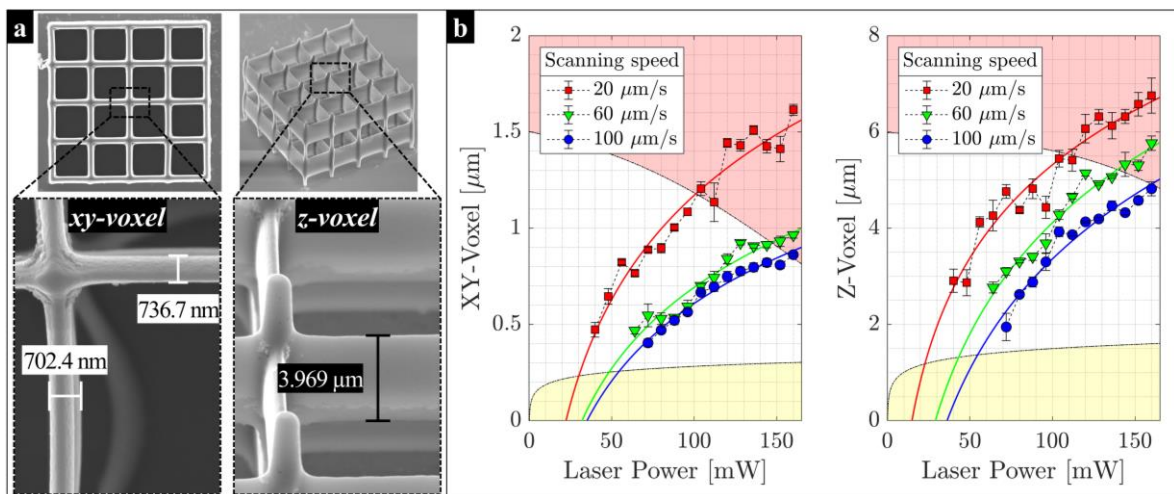 a
xy-voxel
736.7 nm
702.4 nm
z-voxel
3.969 μm
b
XY-Voxel [μm]
2
1.5
1
0.5
0
Scanning speed
20 μm/s
60 μm/s
100 μm/s
0
50
100
150
Laser Power [mW]
Z-Voxel [μm]
8
6
4
2
0
Scanning speed
20 μm/s
60 μm/s
100 μm/s
0
50
100
150
Laser Power [mW]